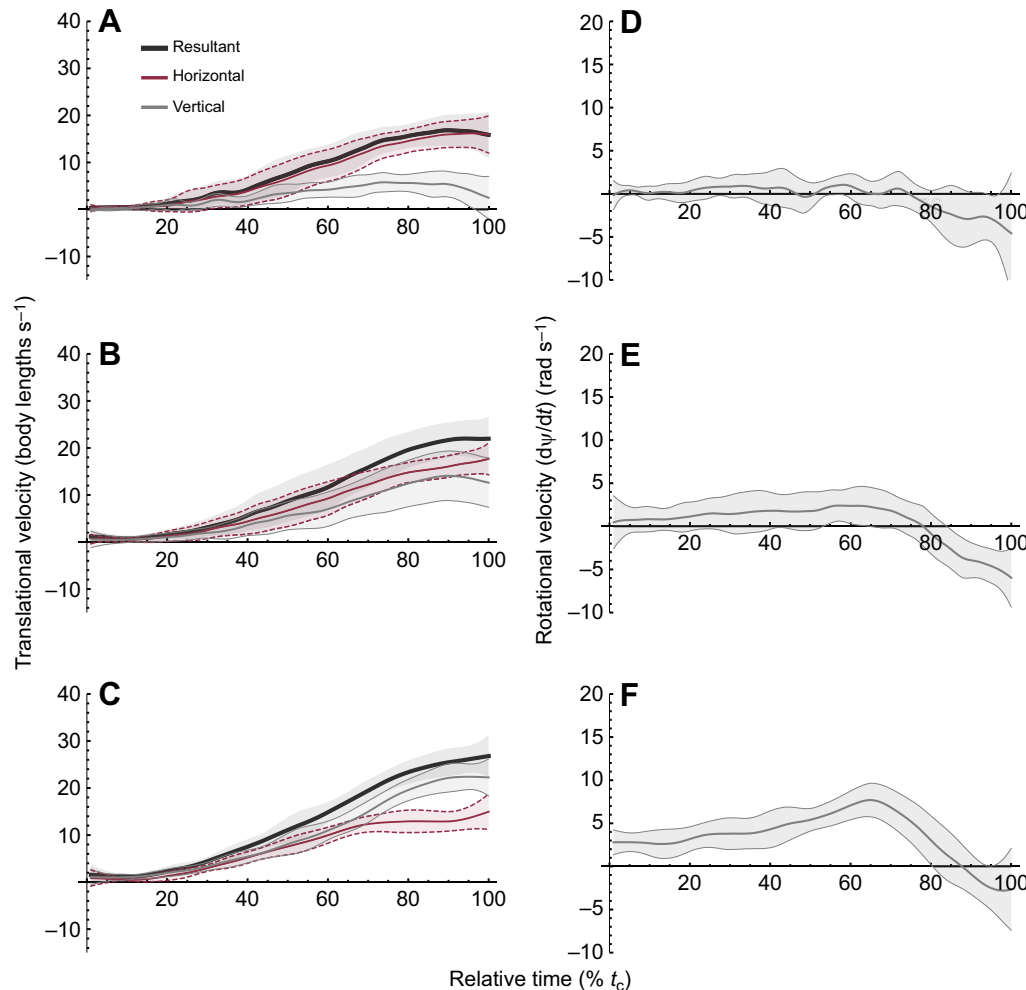 A
40
30
20
10
–10
20 40 60 80 100
Resultant
Horizontal
Vertical
D
20
15
10
5
0
–5
–10
20 40 60 80 100
B
40
30
20
10
–10
20 40 60 80 100
E
20
15
10
5
0
–5
–10
20 40 60 80 100
C
40
30
20
10
–10
20 40 60 80 100
F
20
15
10
5
0
–5
–10
20 40 60 80 100
Translational velocity (body lengths s⁻¹)
Rotational velocity (dψ/dt) (rad s⁻¹)
Relative time (% t_c)